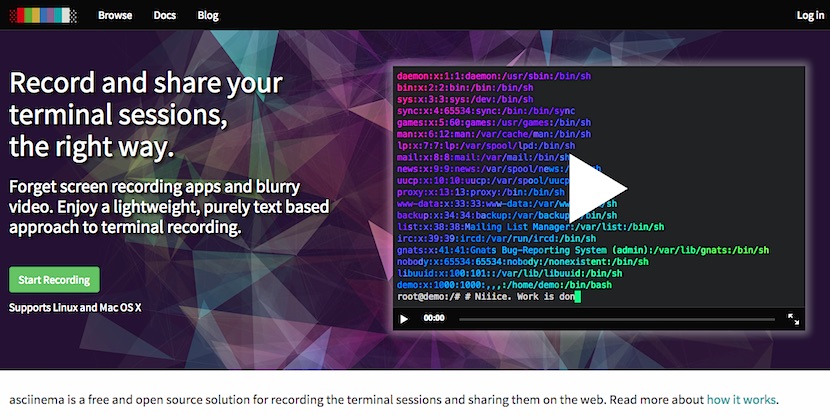 Browse Docs Blog Log in
Record and share your
terminal sessions,
the right way.
Forget screen recording apps and blurry
video. Enjoy a lightweight, purely text based
approach to terminal recording.
Start Recording
Supports Linux and Mac OS X
daemon:x:1:1:daemon:/usr/sbin:/bin/sh
bin:x:2:2:bin:/bin:/bin/sh
sys:x:3:3:sys:/dev:/bin/sh
sync:x:4:65534:sync:/bin:/bin/sync
games:x:5:60:games:/usr/games:/bin/sh
man:x:6:12:man:/var/cache/man:/bin/sh
lp:x:7:7:lp:/var/spool/lpd:/bin/sh
mail:x:8:8:mail:/var/mail:/bin/sh
news:x:9:9:news:/var/spool/news:/bin/sh
uucp:x:10:10:uucp:/var/spool/uucp
proxy:x:13:13:proxy:/bin:/bin/sh
www-data:x:33:33:www-data:/var/www:/bin/sh
backup:x:34:34:backup:/var/backups:/bin/sh
list:x:38:38:Mailing List Manager:/var/list:/bin/sh
irc:x:39:39:ircd:/var/run/ircd:/bin/sh
gnats:x:41:41:Gnats Bug-Reporting System (admin):/var/lib/gnats:/bin/sh
nobody:x:65534:65534:nobody:/nonexistent:/bin/sh
libuuid:x:100:101::/var/lib/libuuid:/bin/sh
demo:x:1000:1000:,,,:/home/demo:/bin/bash
root@demo:/# # Niiice. Work is don
00:00
asciinema is a free and open source solution for recording the terminal sessions and sharing them on the web. Read more about how it works.